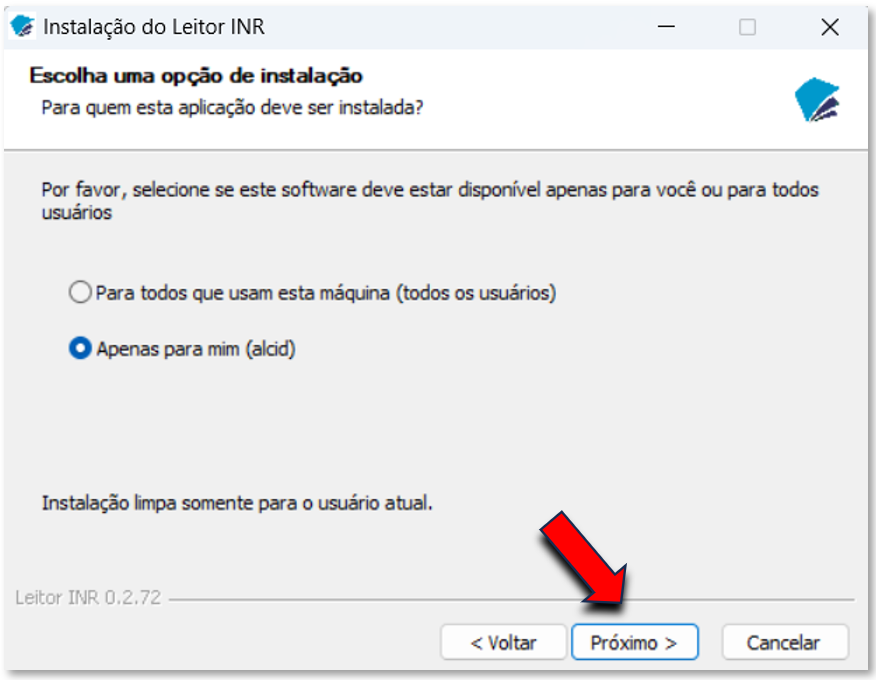 Instalação do Leitor INR
Escolha uma opção de instalação
Para quem esta aplicação deve ser instalada?
Por favor, selecione se este software deve estar disponível apenas para você ou para todos
usuários
Para todos que usam esta máquina (todos os usuários)
Apenas para mim (alcid)
Instalação limpa somente para o usuário atual.
Leitor INR 0.2.72
< Voltar
Próximo >
Cancelar